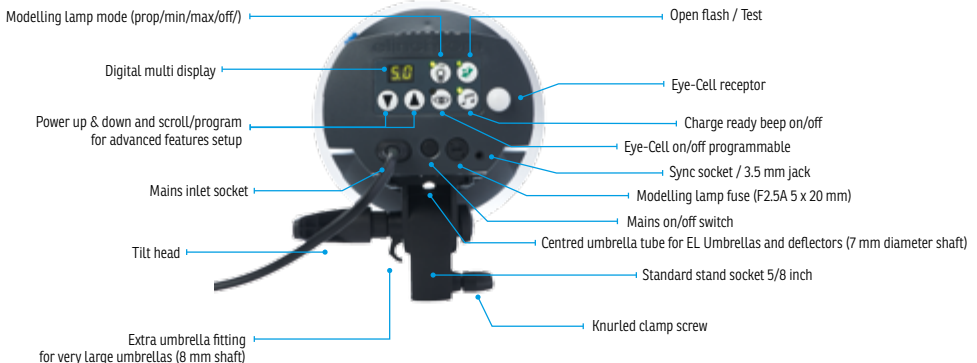 Modelling lamp mode (prop/min/max/off/)
Digital multi display
Power up & down and scroll/program
for advanced features setup
Mains inlet socket
Tilt head
Extra umbrella fitting
for very large umbrellas (8 mm shaft)
5.0
Open flash / Test
Eye-Cell receptor
Charge ready beep on/off
Eye-Cell on/off programmable
Sync socket / 3.5 mm jack
Modelling lamp fuse (F2.5A 5 x 20 mm)
Mains on/off switch
Centred umbrella tube for EL Umbrellas and deflectors (7 mm diameter shaft)
Standard stand socket 5/8 inch
Knurled clamp screw